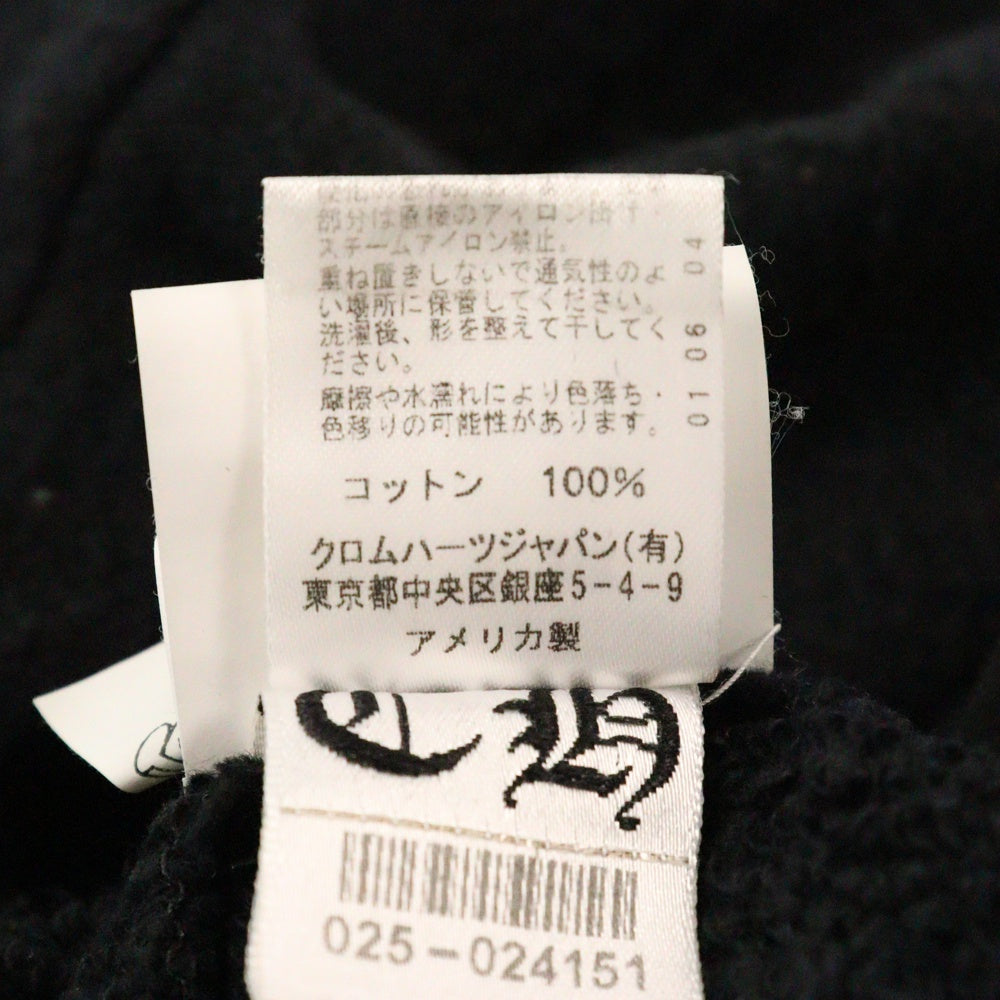 部分は直接のアイロン掛け・
スチームアイロン禁止。
重ね置きしないで通気性のよ
い場所に保管してください。
洗濯後、形を整えて干してく
ださい。
摩擦や水濡れにより色落ち・
色移りの可能性があります。
01 06 04
コットン 100%
クロムハーツジャパン(有)
東京都中央区銀座5-4-9
アメリカ製
CH
025-024151